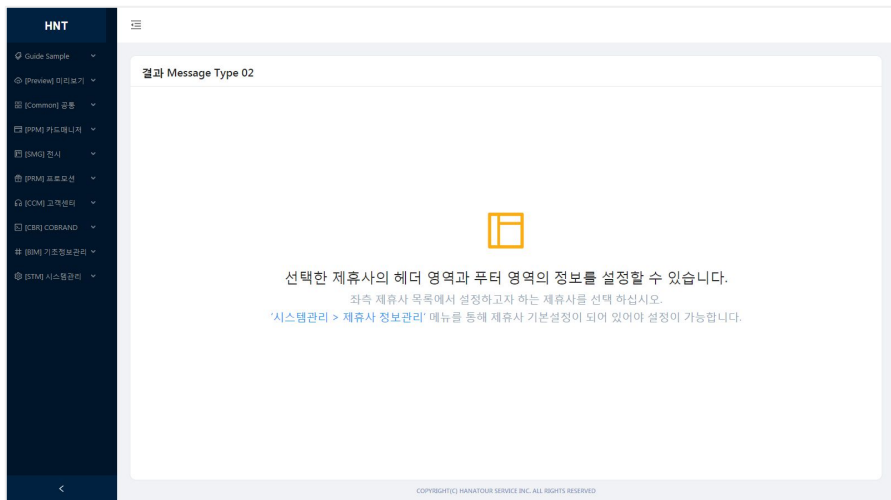 HNT
Guide Sample
[Preview] 미리보기
[Common] 공통
[PPM] 카드매니저
[SMG] 전시
[PRM] 프로모션
[CCM] 고객센터
[CBR] COBRAND
[BIM] 기초정보관리
[STM] 시스템관리
결과 Message Type 02
선택한 제휴사의 헤더 영역과 푸터 영역의 정보를 설정할 수 있습니다.
좌측 제휴사 목록에서 설정하고자 하는 제휴사를 선택 하십시오.
'시스템관리 > 제휴사 정보관리' 메뉴를 통해 제휴사 기본설정이 되어 있어야 설정이 가능합니다.
COPYRIGHT(C) HANATOUR SERVICE INC. ALL RIGHTS RESERVED